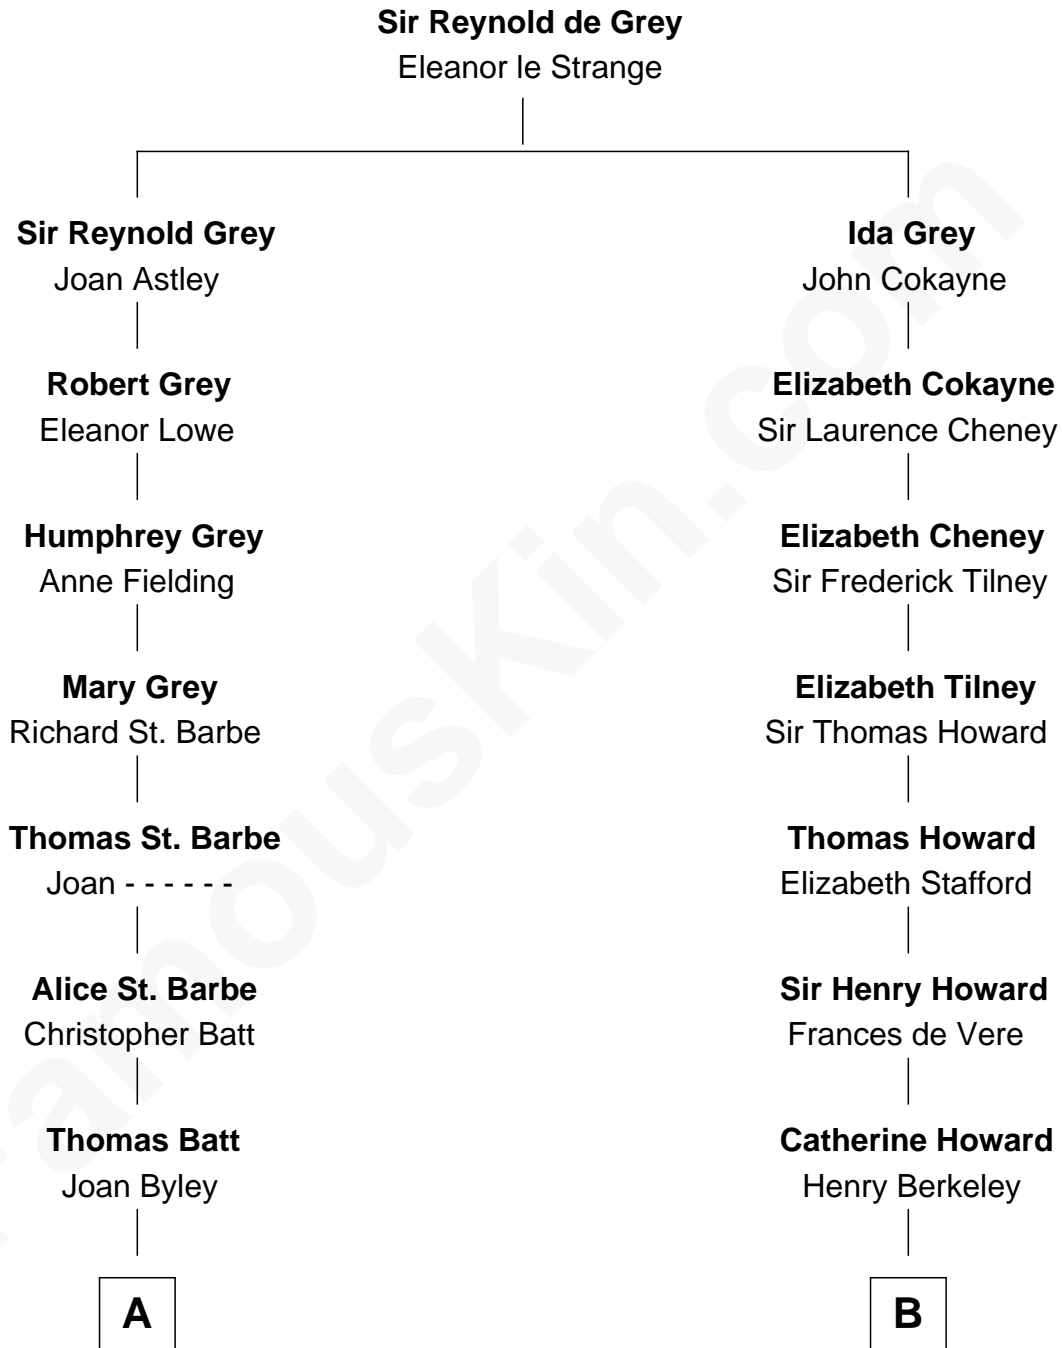 Sir Reynold de Grey
Eleanor le Strange
Sir Reynold Grey
Joan Astley
Ida Grey
John Cokayne
Robert Grey
Eleanor Lowe
Elizabeth Cokayne
Sir Laurence Cheney
Humphrey Grey
Anne Fielding
Elizabeth Cheney
Sir Frederick Tilney
Mary Grey
Richard St. Barbe
Elizabeth Tilney
Sir Thomas Howard
Thomas St. Barbe
Joan - - - - - -
Thomas Howard
Elizabeth Stafford
Alice St. Barbe
Christopher Batt
Sir Henry Howard
Frances de Vere
Thomas Batt
Joan Byley
Catherine Howard
Henry Berkeley
A
B
FamousKin.com